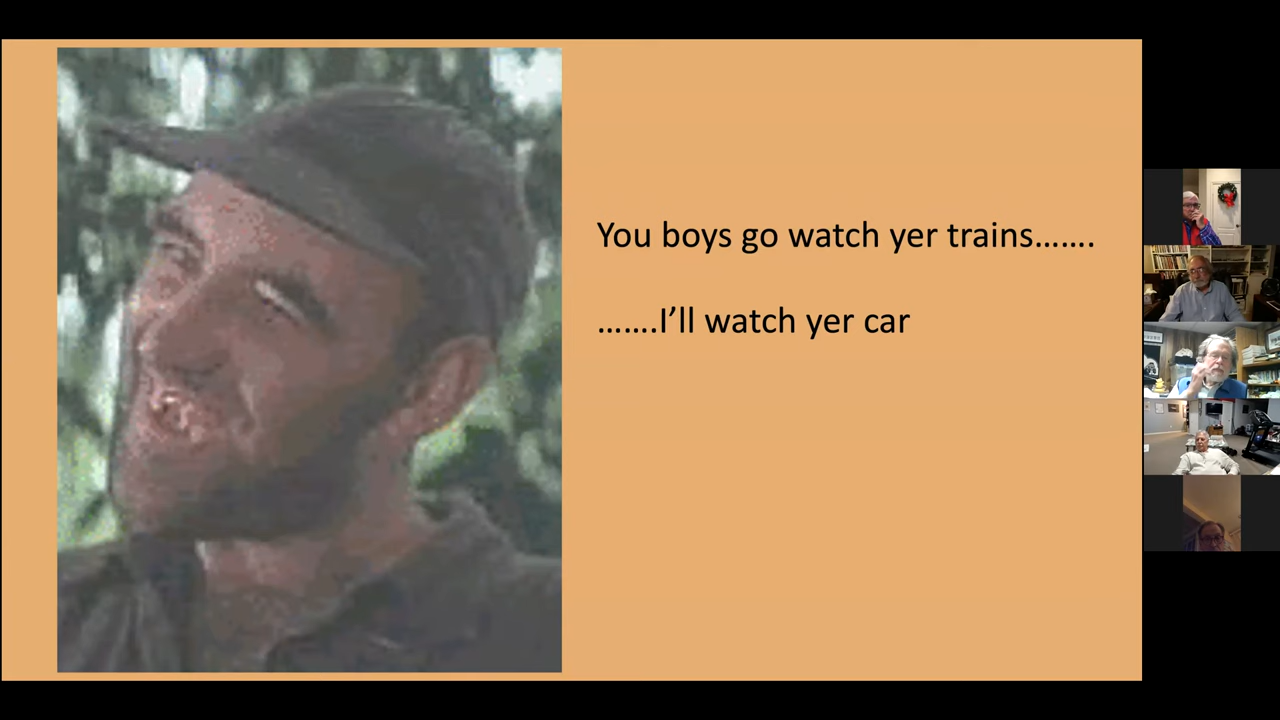 You boys go watch yer trains.......
.......I’ll watch yer car